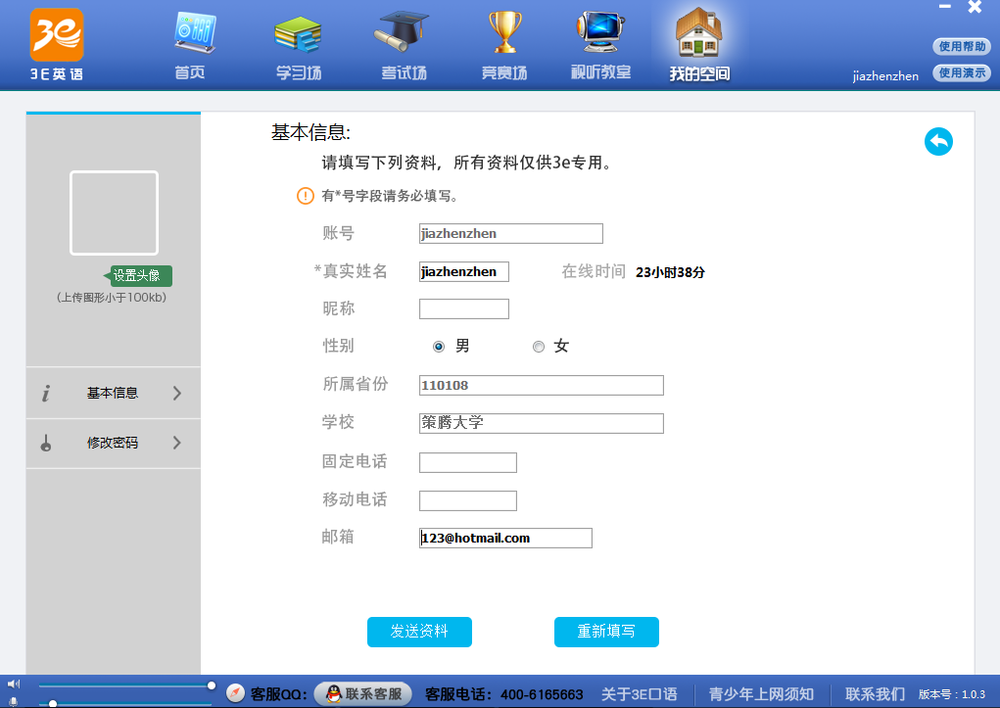 3e
3E英语
首页
学习场
考试场
竞赛场
视听教室
我的空间
jiazhenzhen
使用帮助
使用演示
设置头像
(上传图形小于100kb)
i 基本信息
修改密码
基本信息:
请填写下列资料，所有资料仅供3e专用。
! 有*号字段请务必填写。
账号 jiazhenzhen
*真实姓名 jiazhenzhen 在线时间 23小时38分
昵称
性别 男 女
所属省份 110108
学校 策腾大学
固定电话
移动电话
邮箱 123@hotmail.com
发送资料 重新填写
客服QQ: 联系客服 客服电话: 400-6165663 关于3E口语 青少年上网须知 联系我们 版本号：1.0.3